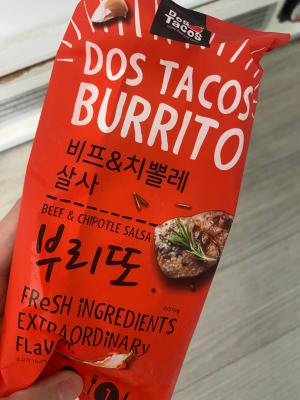 Dos
Tacos
DOS TACOS
BURRITO
비프&치뽈레
살사
BEEF & CHIPOTLE SALSA
부리또
FRESH INGREDIENTS
EXTRAORDINARY
FLAVOR